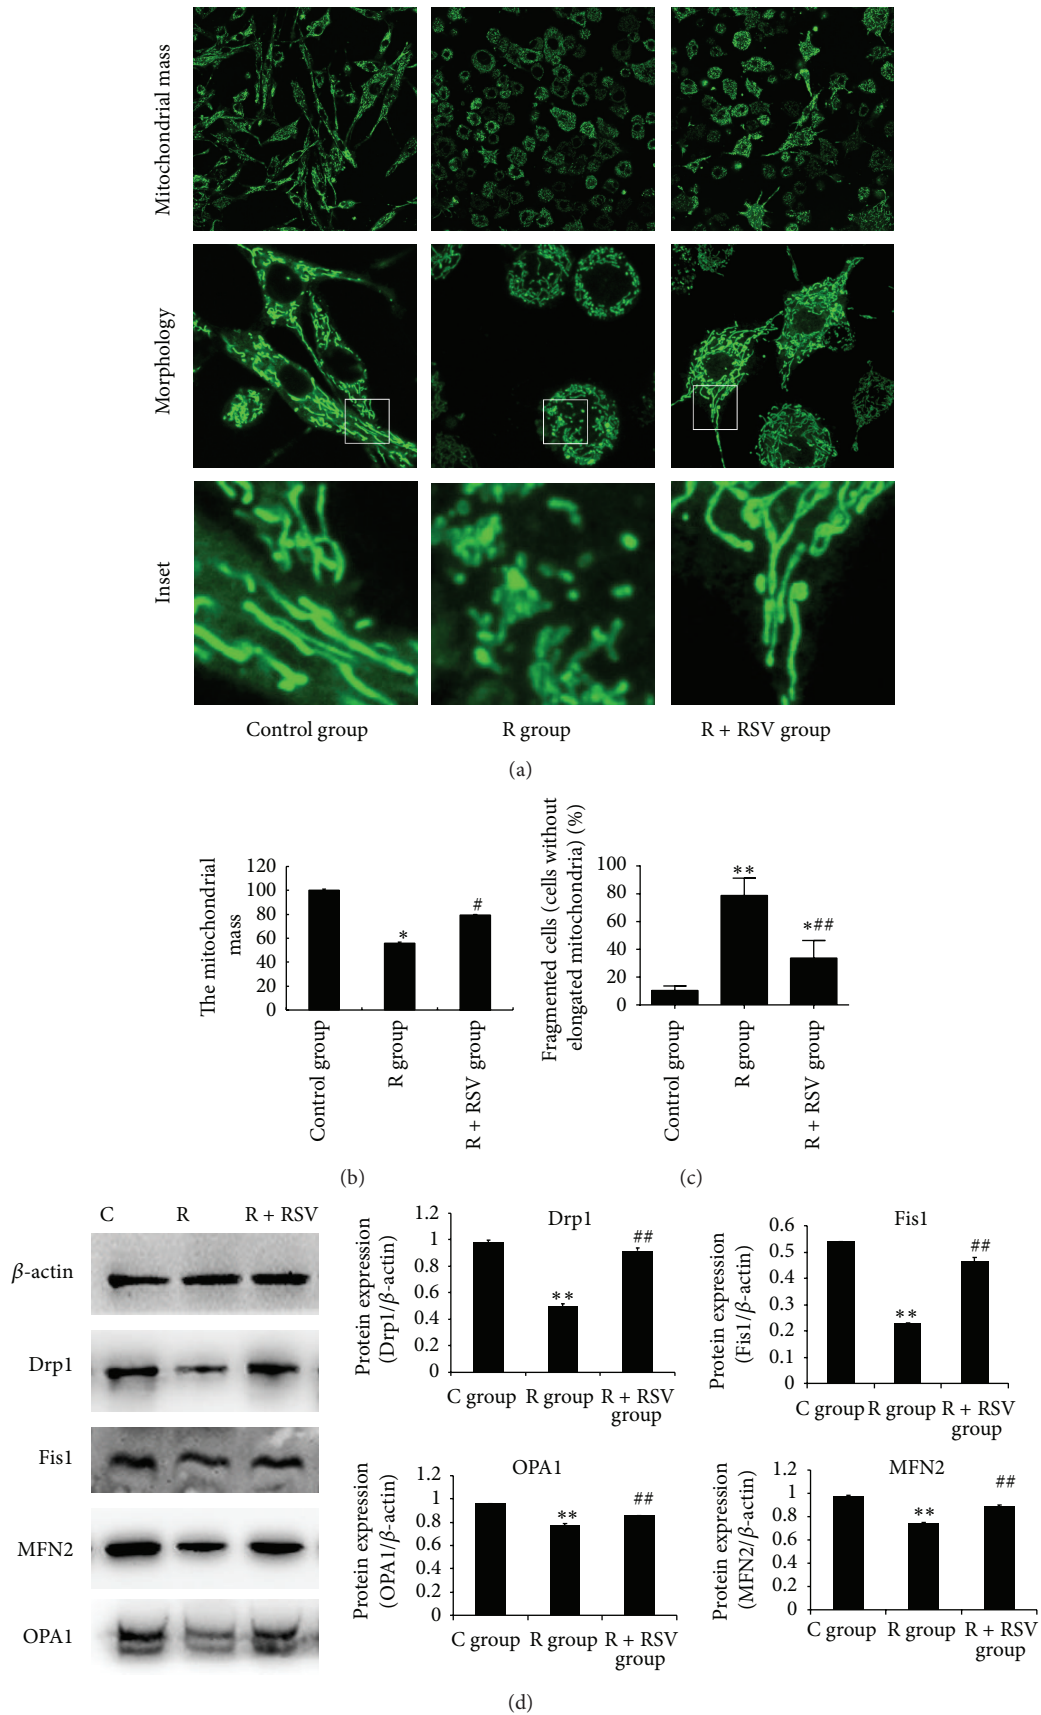 Mitochondrial mass
Morphology
Inset
Control group
R group
R + RSV group
(a)
The mitochondrial
mass
120
100
80
60
40
20
0
*
#
Control group
R group
R + RSV group
(b)
Fragmented cells (cells without
elongated mitochondria) (%)
100
80
60
40
20
0
**
*##
Control group
R group
R + RSV group
(c)
C
R
R + RSV
β-actin
Drp1
Fis1
MFN2
OPA1
Drp1
Protein expression
(Drp1/β-actin)
1.2
1
0.8
0.6
0.4
0.2
0
**
##
C group
R group
R + RSV
group
Fis1
Protein expression
(Fis1/β-actin)
0.6
0.5
0.4
0.3
0.2
0.1
0
**
##
C group
R group
R + RSV
group
OPA1
Protein expression
(OPA1/β-actin)
1.2
1
0.8
0.6
0.4
0.2
0
**
##
C group
R group
R + RSV
group
MFN2
Protein expression
(MFN2/β-actin)
1.2
1
0.8
0.6
0.4
0.2
0
**
##
C group
R group
R + RSV
group
(d)